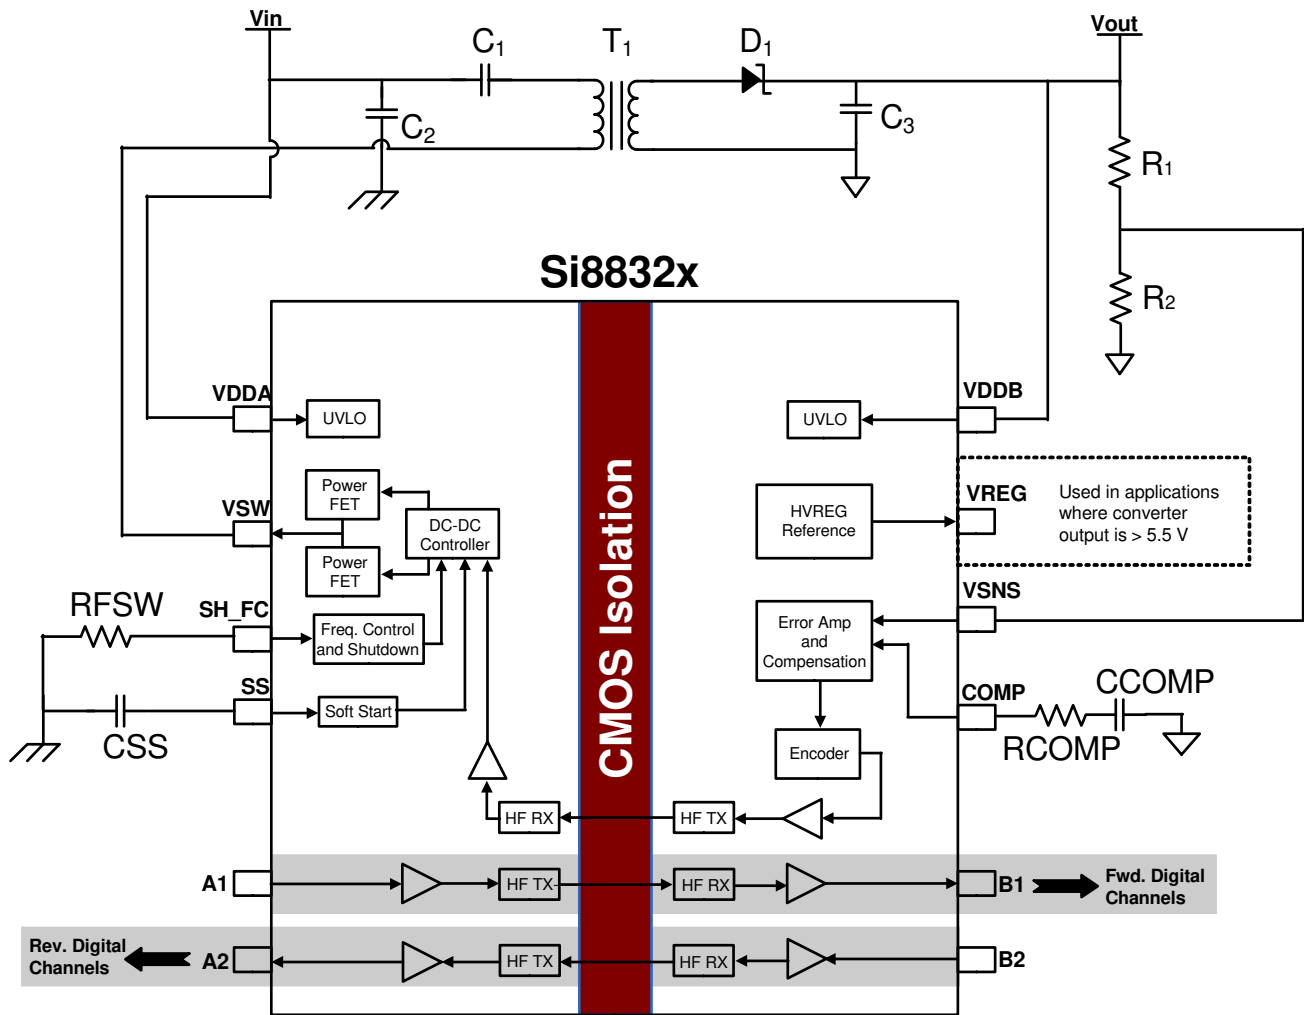 Vin
C1
T1
D1
Vout
C2
C3
R1
R2
Si8832x
VDDA
UVLO
UVLO
VDDB
VSW
Power
FET
DC-DC
Controller
Power
FET
HVREG
Reference
VREG
Used in applications
where converter
output is > 5.5 V
CMOS Isolation
RFSW
SH_FC
Freq. Control
and Shutdown
Error Amp
and
Compensation
VSNS
SS
Soft Start
CSS
COMP
CCOMP
RCOMP
Encoder
HF RX
HF TX
A1
HF TX
HF RX
B1
Fwd. Digital
Channels
Rev. Digital
Channels
A2
HF TX
HF RX
B2